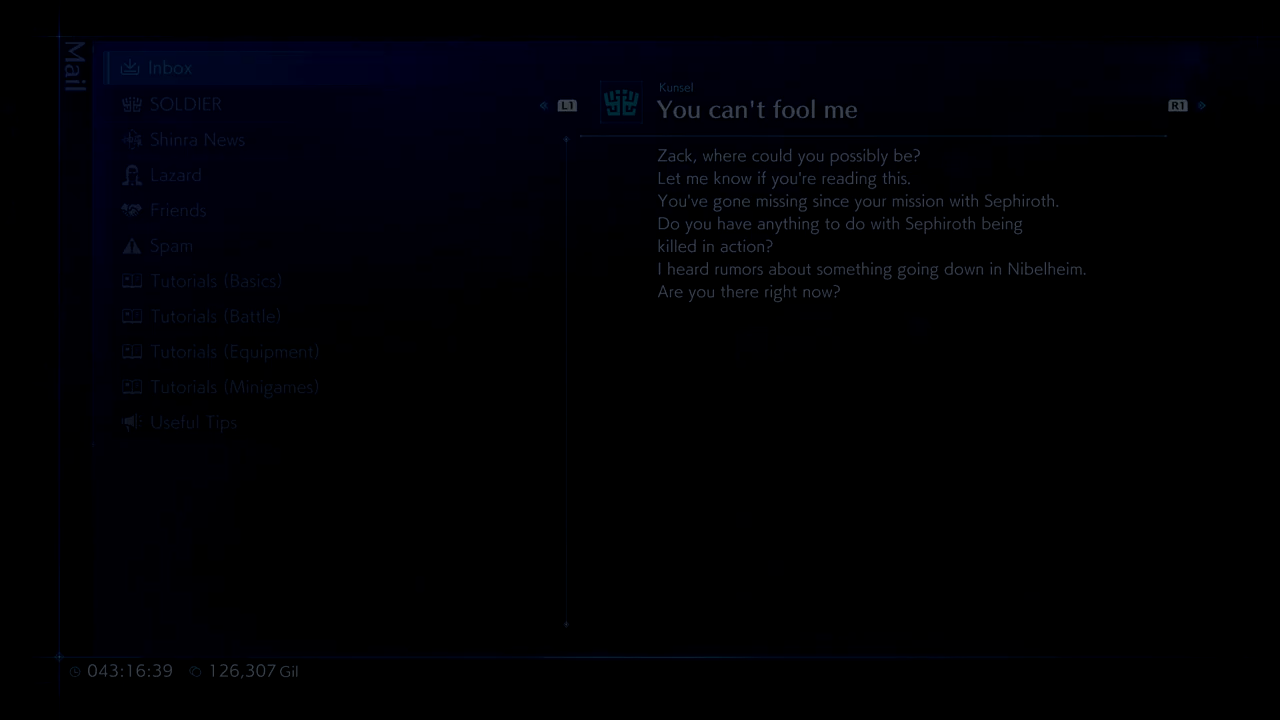 Mail
Inbox
SOLDIER
Shinra News
Lazard
Friends
Spam
Tutorials (Basics)
Tutorials (Battle)
Tutorials (Equipment)
Tutorials (Minigames)
Useful Tips
L1
Kunsel
You can't fool me
R1
Zack, where could you possibly be?
Let me know if you're reading this.
You've gone missing since your mission with Sephiroth.
Do you have anything to do with Sephiroth being
killed in action?
I heard rumors about something going down in Nibelheim.
Are you there right now?
043:16:39 126,307 Gil